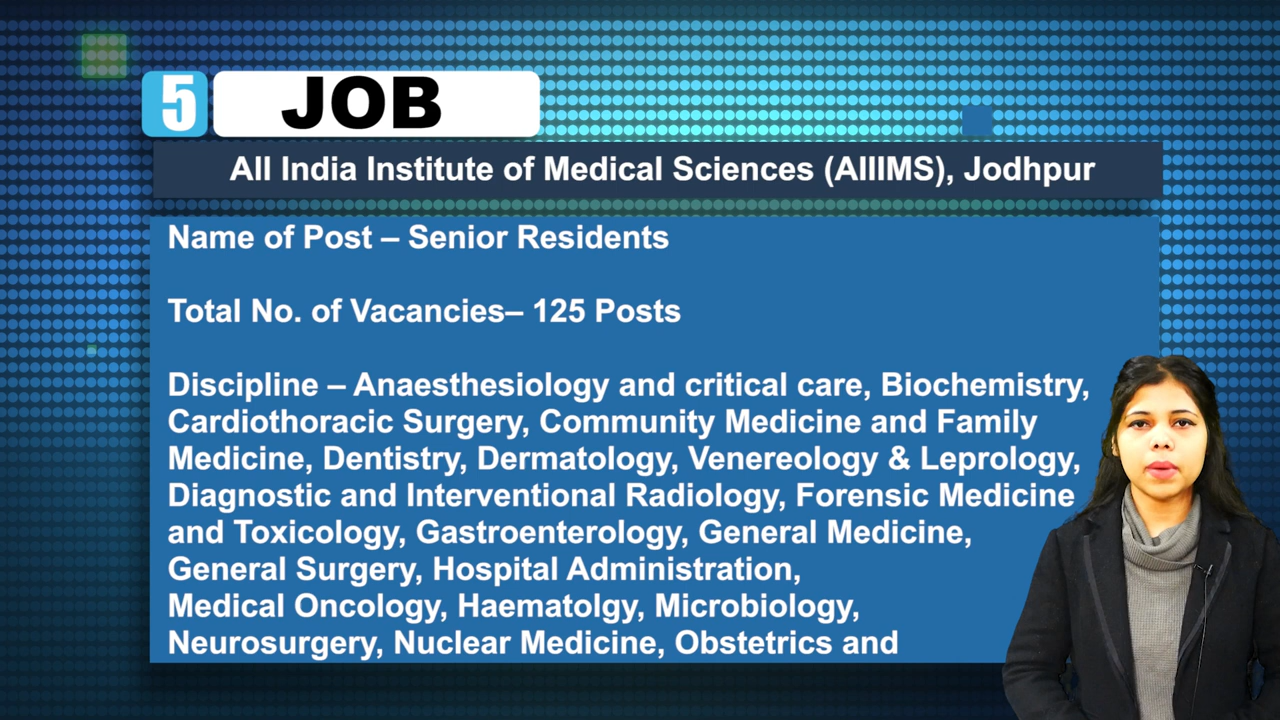 5 JOB
All India Institute of Medical Sciences (AIIIMS), Jodhpur
Name of Post – Senior Residents
Total No. of Vacancies– 125 Posts
Discipline – Anaesthesiology and critical care, Biochemistry,
Cardiothoracic Surgery, Community Medicine and Family
Medicine, Dentistry, Dermatology, Venereology & Leprology,
Diagnostic and Interventional Radiology, Forensic Medicine
and Toxicology, Gastroenterology, General Medicine,
General Surgery, Hospital Administration,
Medical Oncology, Haematolgy, Microbiology,
Neurosurgery, Nuclear Medicine, Obstetrics and